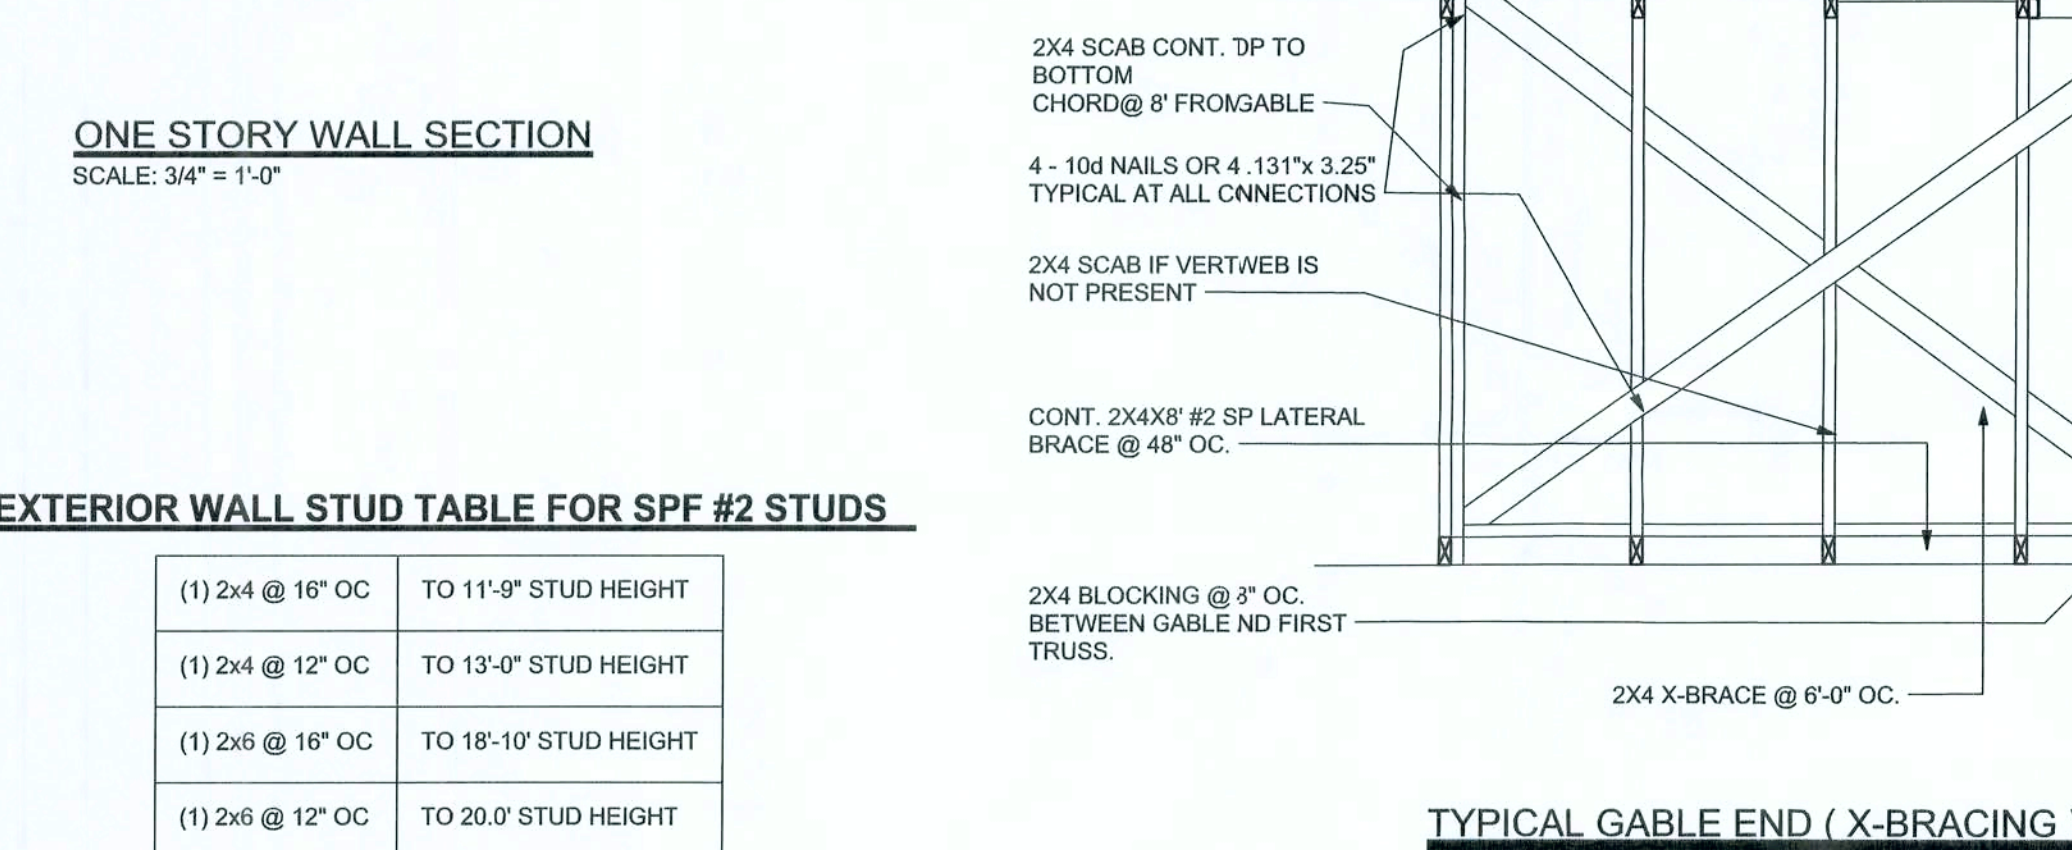 ONE STORY WALL SECTION
SCALE: 3/4" = 1'-0"
EXTERIOR WALL STUD TABLE FOR SPF #2 STUDS
(1) 2x4 @ 16" OC TO 11'-9" STUD HEIGHT
(1) 2x4 @ 12" OC TO 13'-0" STUD HEIGHT
(1) 2x6 @ 16" OC TO 18'-10' STUD HEIGHT
(1) 2x6 @ 12" OC TO 20.0' STUD HEIGHT
2X4 SCAB CONT. TO
BOTTOM
CHORD@ 8' FROM GABLE
4 - 10d NAILS OR 4 .131"x 3.25"
TYPICAL AT ALL CNNECTIONS
2X4 SCAB IF VERT WEB IS
NOT PRESENT
CONT. 2X4X8' #2 SP LATERAL
BRACE @ 48" OC.
2X4 BLOCKING @ OC.
BETWEEN GABLE ND FIRST
TRUSS.
2X4 X-BRACE @ 6'-0" OC.
TYPICAL GABLE END ( X-BRACING